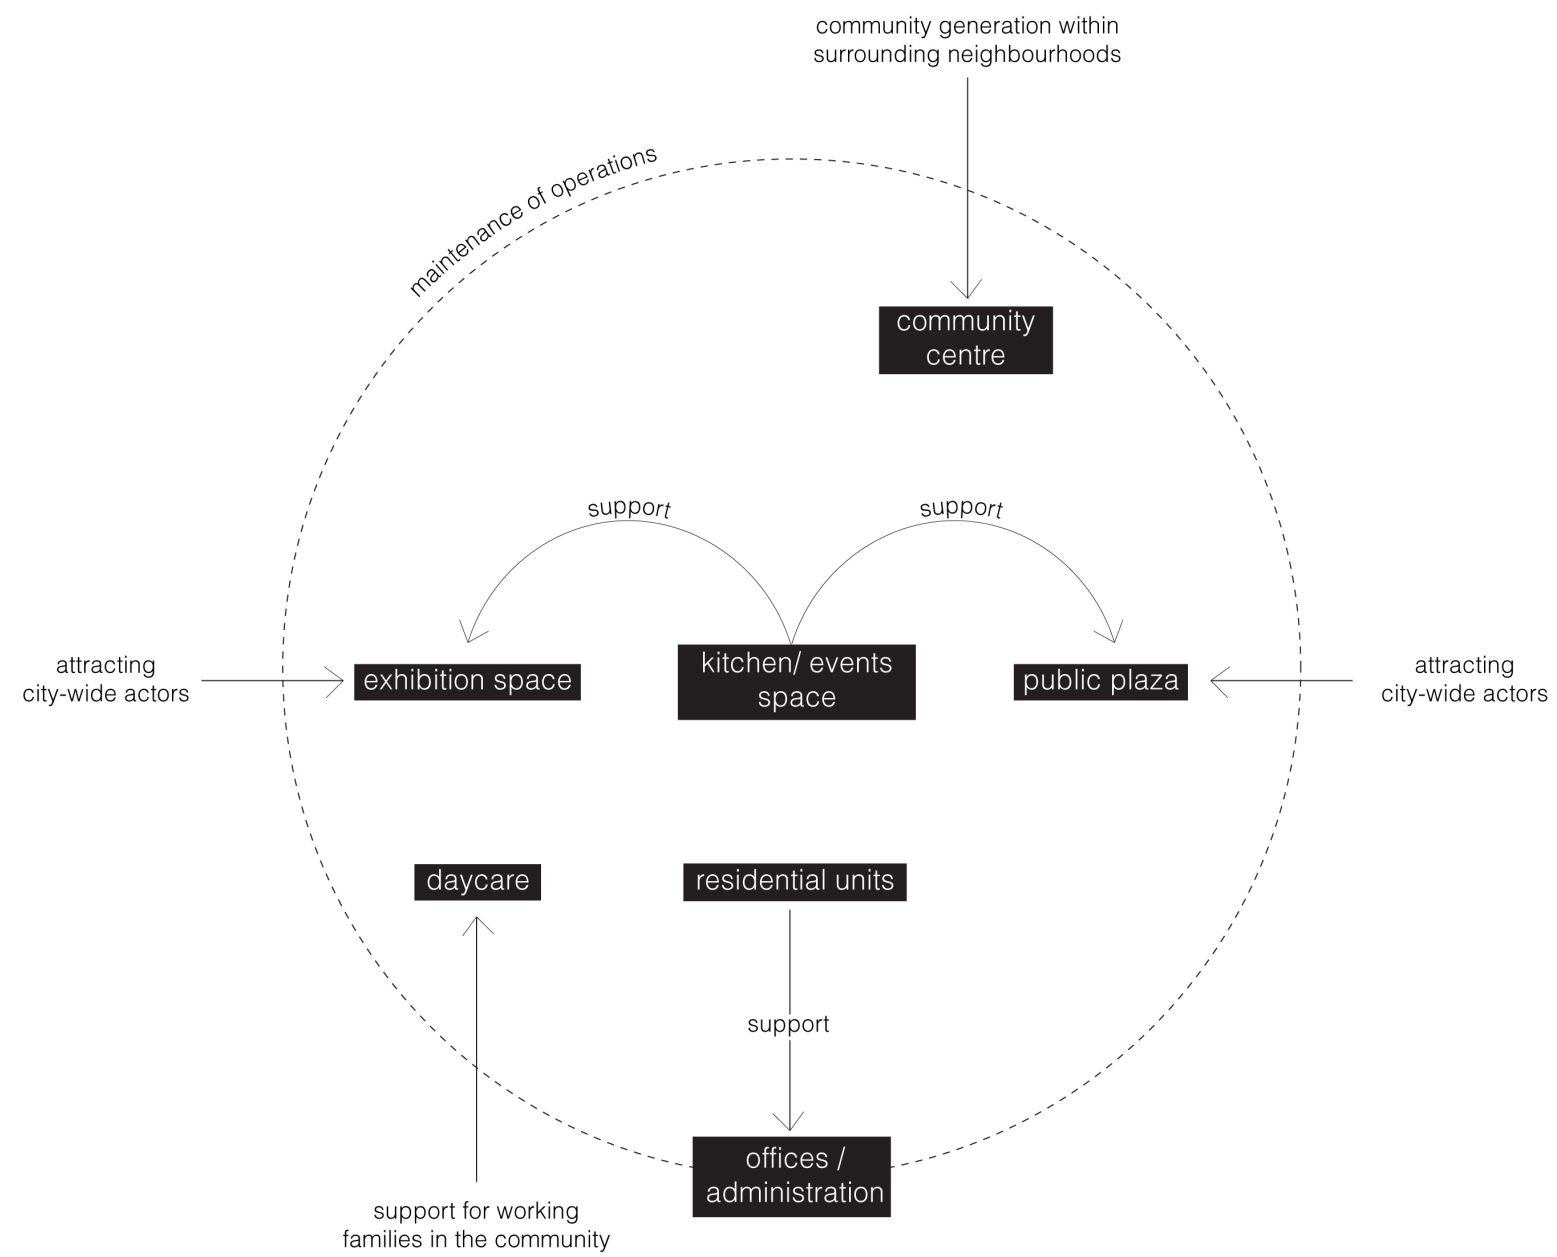 community generation within
surrounding neighbourhoods
maintenance of operations
community
centre
support
support
attracting
city-wide actors
exhibition space
kitchen/ events
space
public plaza
attracting
city-wide actors
daycare
residential units
support
offices /
administration
support for working
families in the community